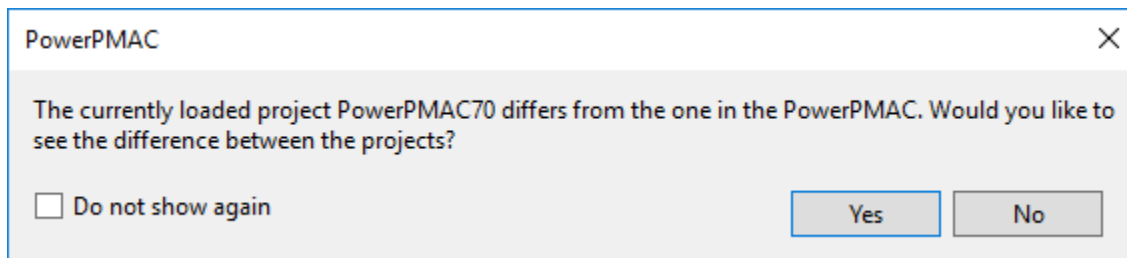 PowerPMAC
The currently loaded project PowerPMAC70 differs from the one in the PowerPMAC. Would you like to
see the difference between the projects?
Do not show again
Yes
No